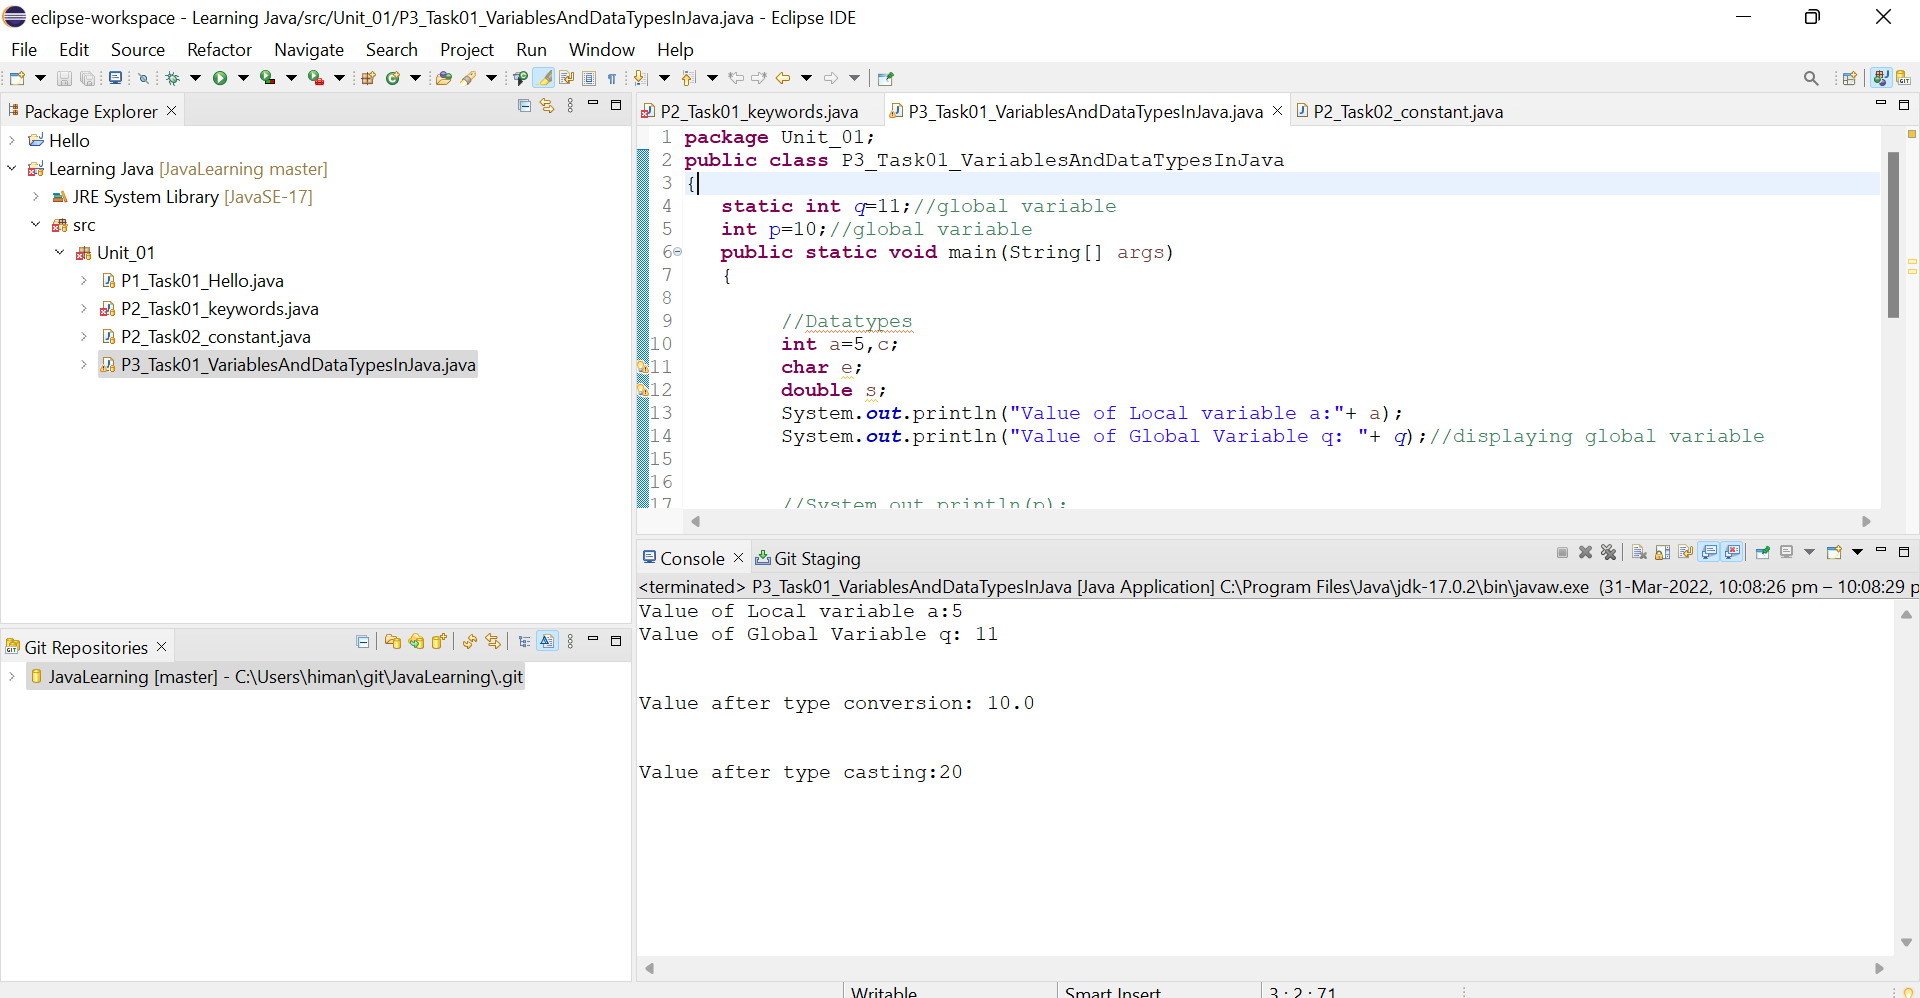 eclipse-workspace - Learning Java/src/Unit_01/P3_Task01_VariablesAndDataTypesInJava.java - Eclipse IDE
File Edit Source Refactor Navigate Search Project Run Window Help
Package Explorer
Hello
Learning Java [JavaLearning master]
JRE System Library [JavaSE-17]
src
Unit_01
P1_Task01_Hello.java
P2_Task01_keywords.java
P2_Task02_constant.java
P3_Task01_VariablesAndDataTypesInJava.java
Git Repositories
JavaLearning [master] - C:\Users\himan\git\JavaLearning\.git
P2_Task01_keywords.java P3_Task01_VariablesAndDataTypesInJava.java P2_Task02_constant.java
1 package Unit_01;
2 public class P3_Task01_VariablesAndDataTypesInJava
3 {
4 static int q=11;//global variable
5 int p=10;//global variable
6 public static void main(String[] args)
7 {
8
9 //Datatypes
10 int a=5,c;
11 char e;
12 double s;
13 System.out.println("Value of Local variable a:"+ a);
14 System.out.println("Value of Global Variable q: "+ q);//displaying global variable
15
16
17 //System.out.println(p);
Console Git Staging
<terminated> P3_Task01_VariablesAndDataTypesInJava [Java Application] C:\Program Files\Java\jdk-17.0.2\bin\javaw.exe (31-Mar-2022, 10:08:26 pm – 10:08:29 p
Value of Local variable a:5
Value of Global Variable q: 11
Value after type conversion: 10.0
Value after type casting:20
Writable Smart Insert 3 : 2 : 71